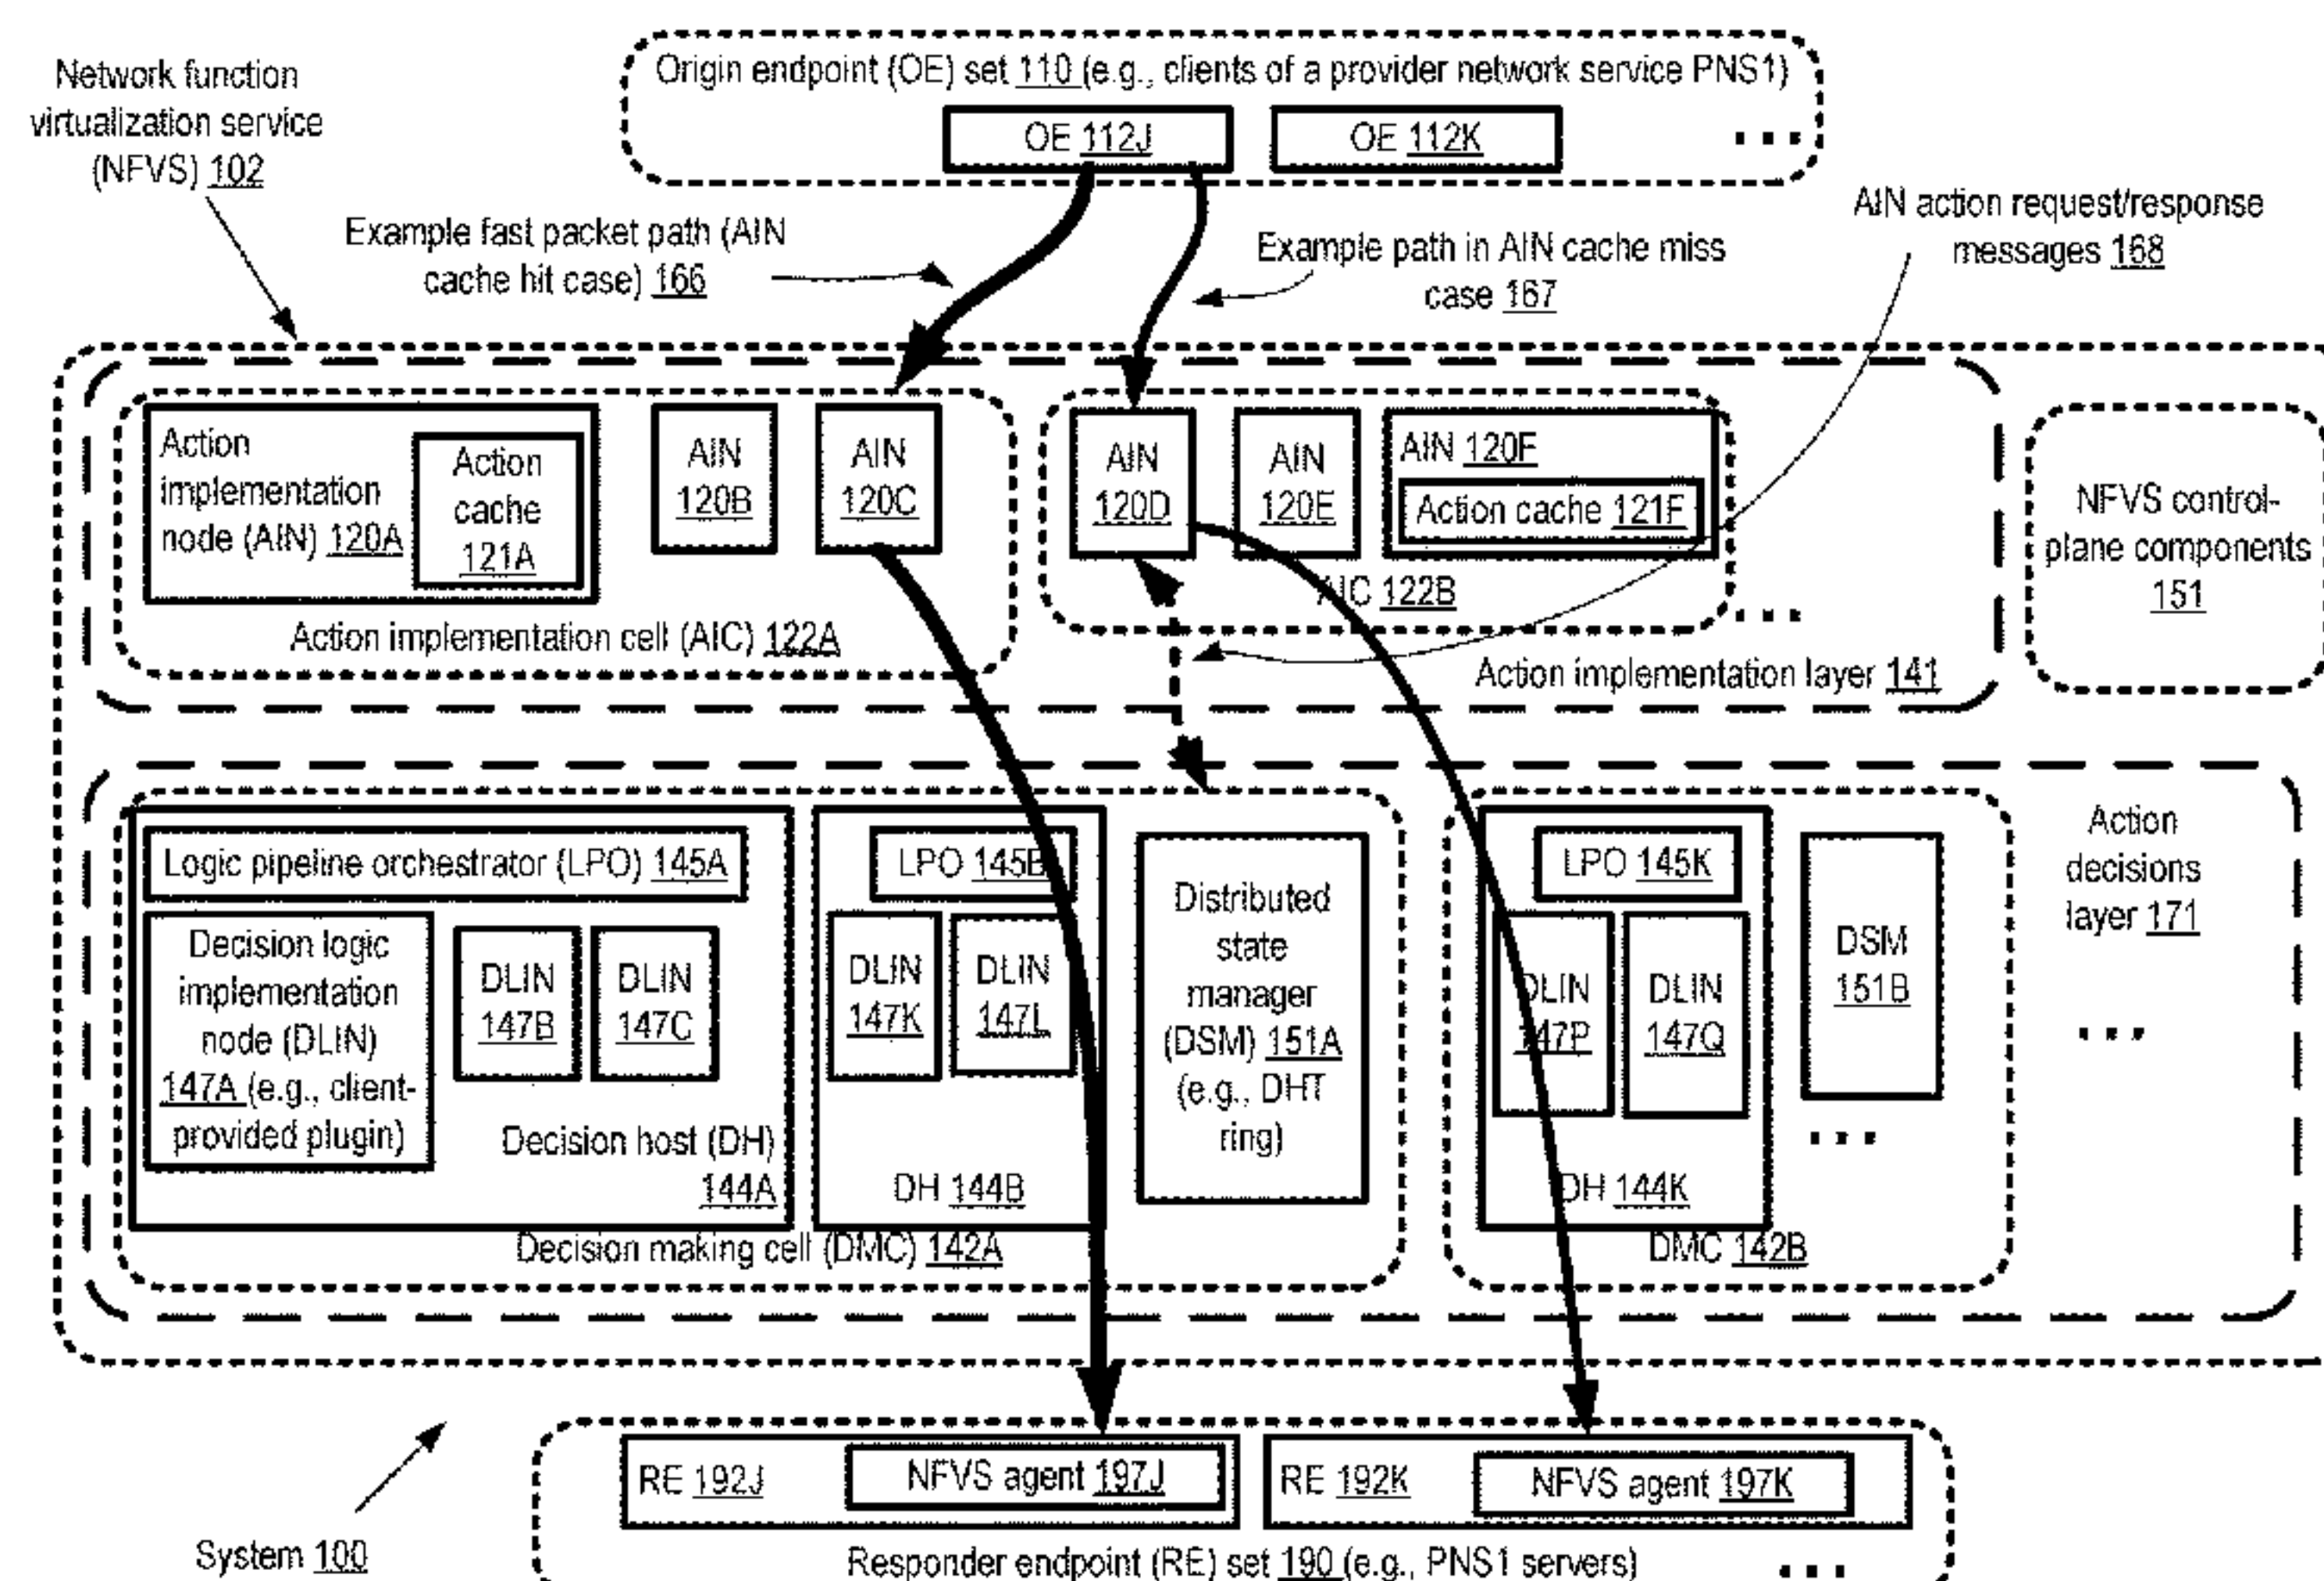 Network function
virtualization service
(NFVS) 102
Origin endpoint (OE) set 110 (e.g., clients of a provider network service PNS1)
OE 112J
OE 112K
...
Example fast packet path (AIN
cache hit case) 166
Example path in AIN cache miss
case 167
AIN action request/response
messages 168
Action
implementation
node (AIN) 120A
Action
cache
121A
AIN
120B
AIN
120C
Action implementation cell (AIC) 122A
AIN
120D
AIN
120E
AIN 120F
Action cache 121F
AIC 122B
...
Action implementation layer 141
NFVS control-
plane components
151
Logic pipeline orchestrator (LPO) 145A
Decision logic
implementation
node (DLIN)
147A (e.g., client-
provided plugin)
DLIN
147B
DLIN
147C
Decision host (DH)
144A
LPO 145B
DLIN
147K
DLIN
147L
DH 144B
Distributed
state
manager
(DSM) 151A
(e.g., DHT
ring)
Decision making cell (DMC) 142A
LPO 145K
DLIN
147P
DLIN
147Q
DH 144K
DSM
151B
...
DMC 142B
Action
decisions
layer 171
...
System 100
RE 192J
NFVS agent 197J
RE 192K
NFVS agent 197K
Responder endpoint (RE) set 190 (e.g., PNS1 servers)
...